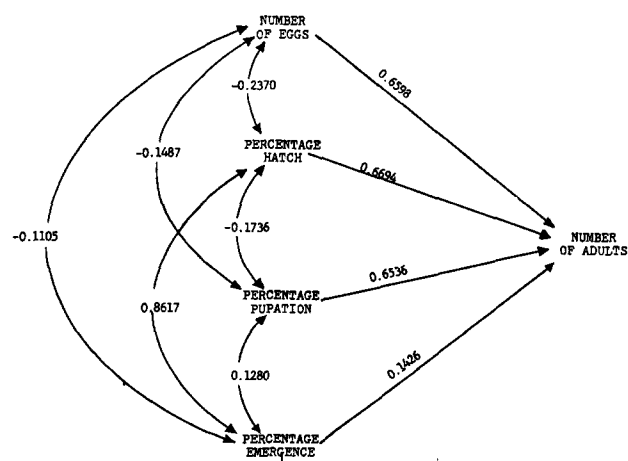 NUMBER
OF EGGS
0.6598
-0.2370
-0.1487
PERCENTAGE
HATCH
0.6694
-0.1105
-0.1736
NUMBER
OF ADULTS
0.6536
PERCENTAGE
PUPATION
0.8617
0.1280
0.1426
PERCENTAGE
EMERGENCE